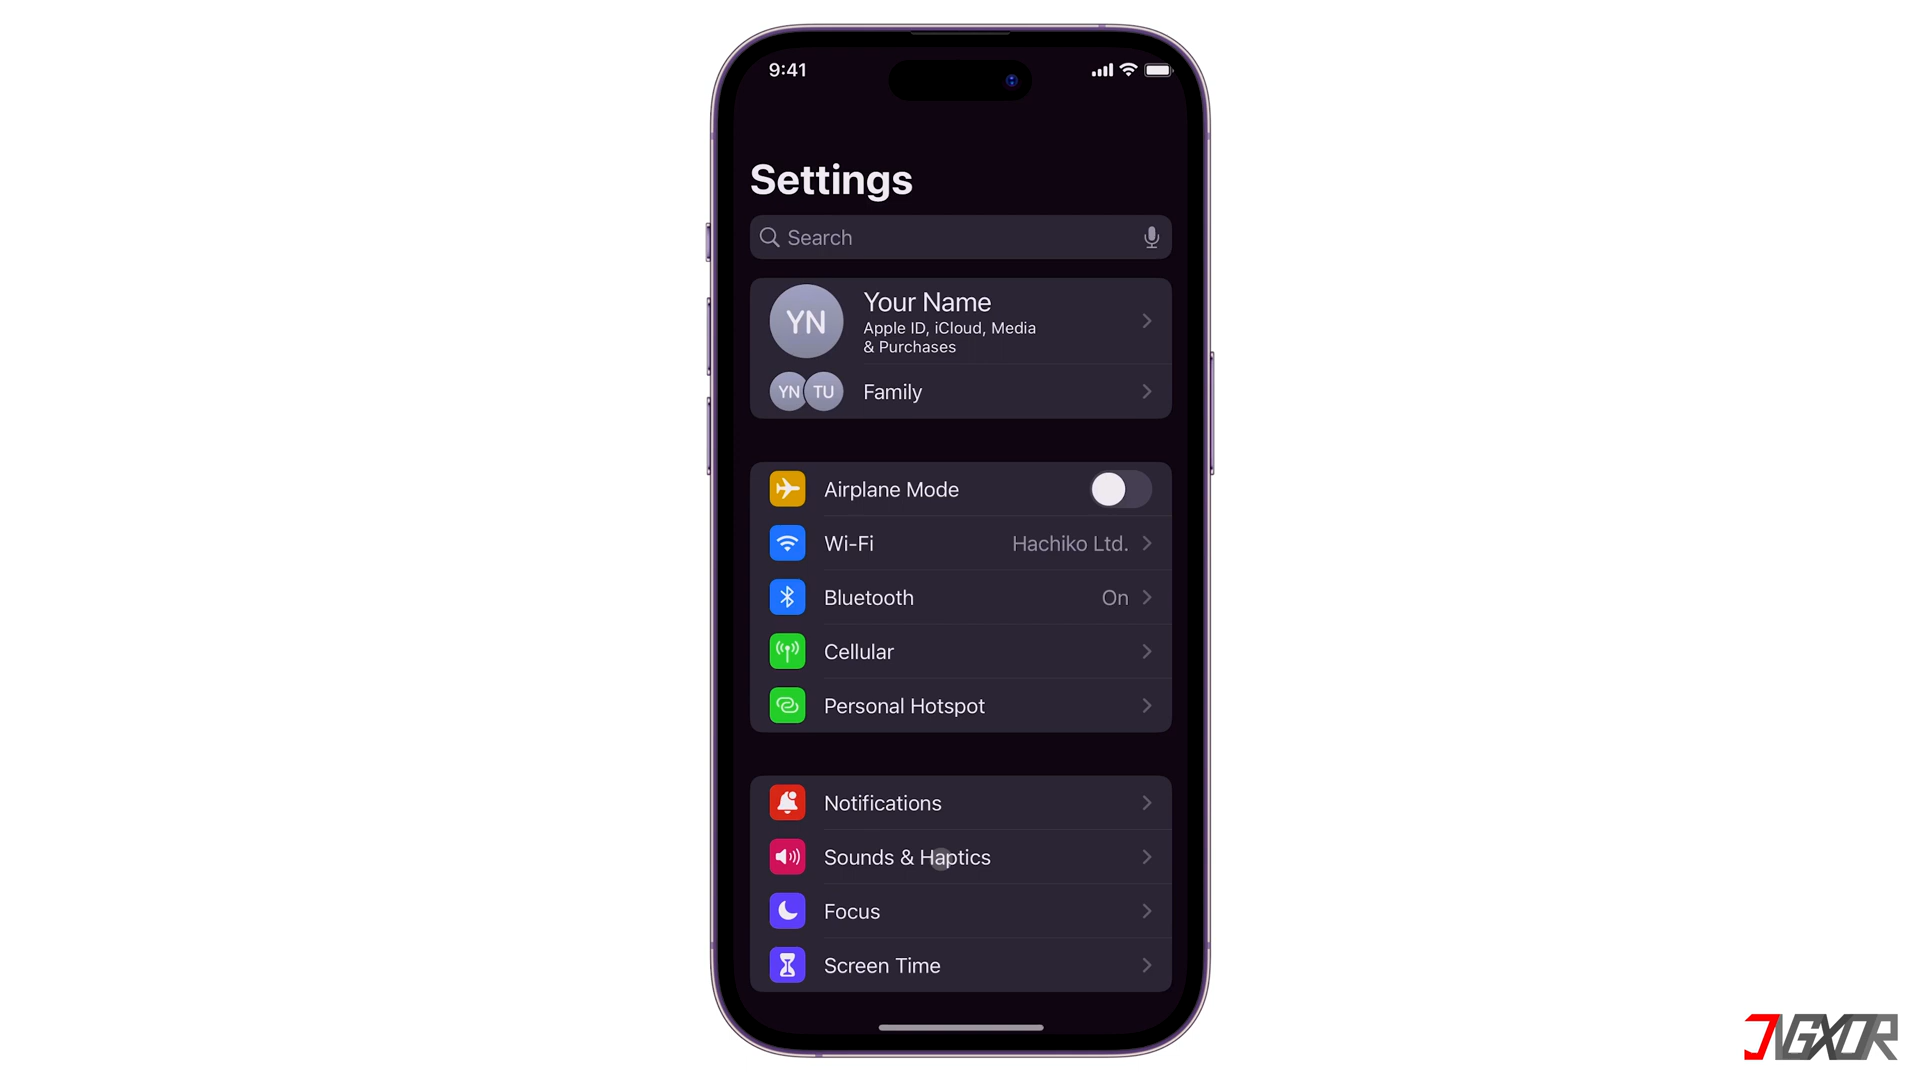 9:41
Settings
Search
YN
Your Name
Apple ID, iCloud, Media
& Purchases
YN TU
Family
Airplane Mode
Wi-Fi
Hachiko Ltd.
Bluetooth
On
Cellular
Personal Hotspot
Notifications
Sounds & Haptics
Focus
Screen Time
JIGXOR